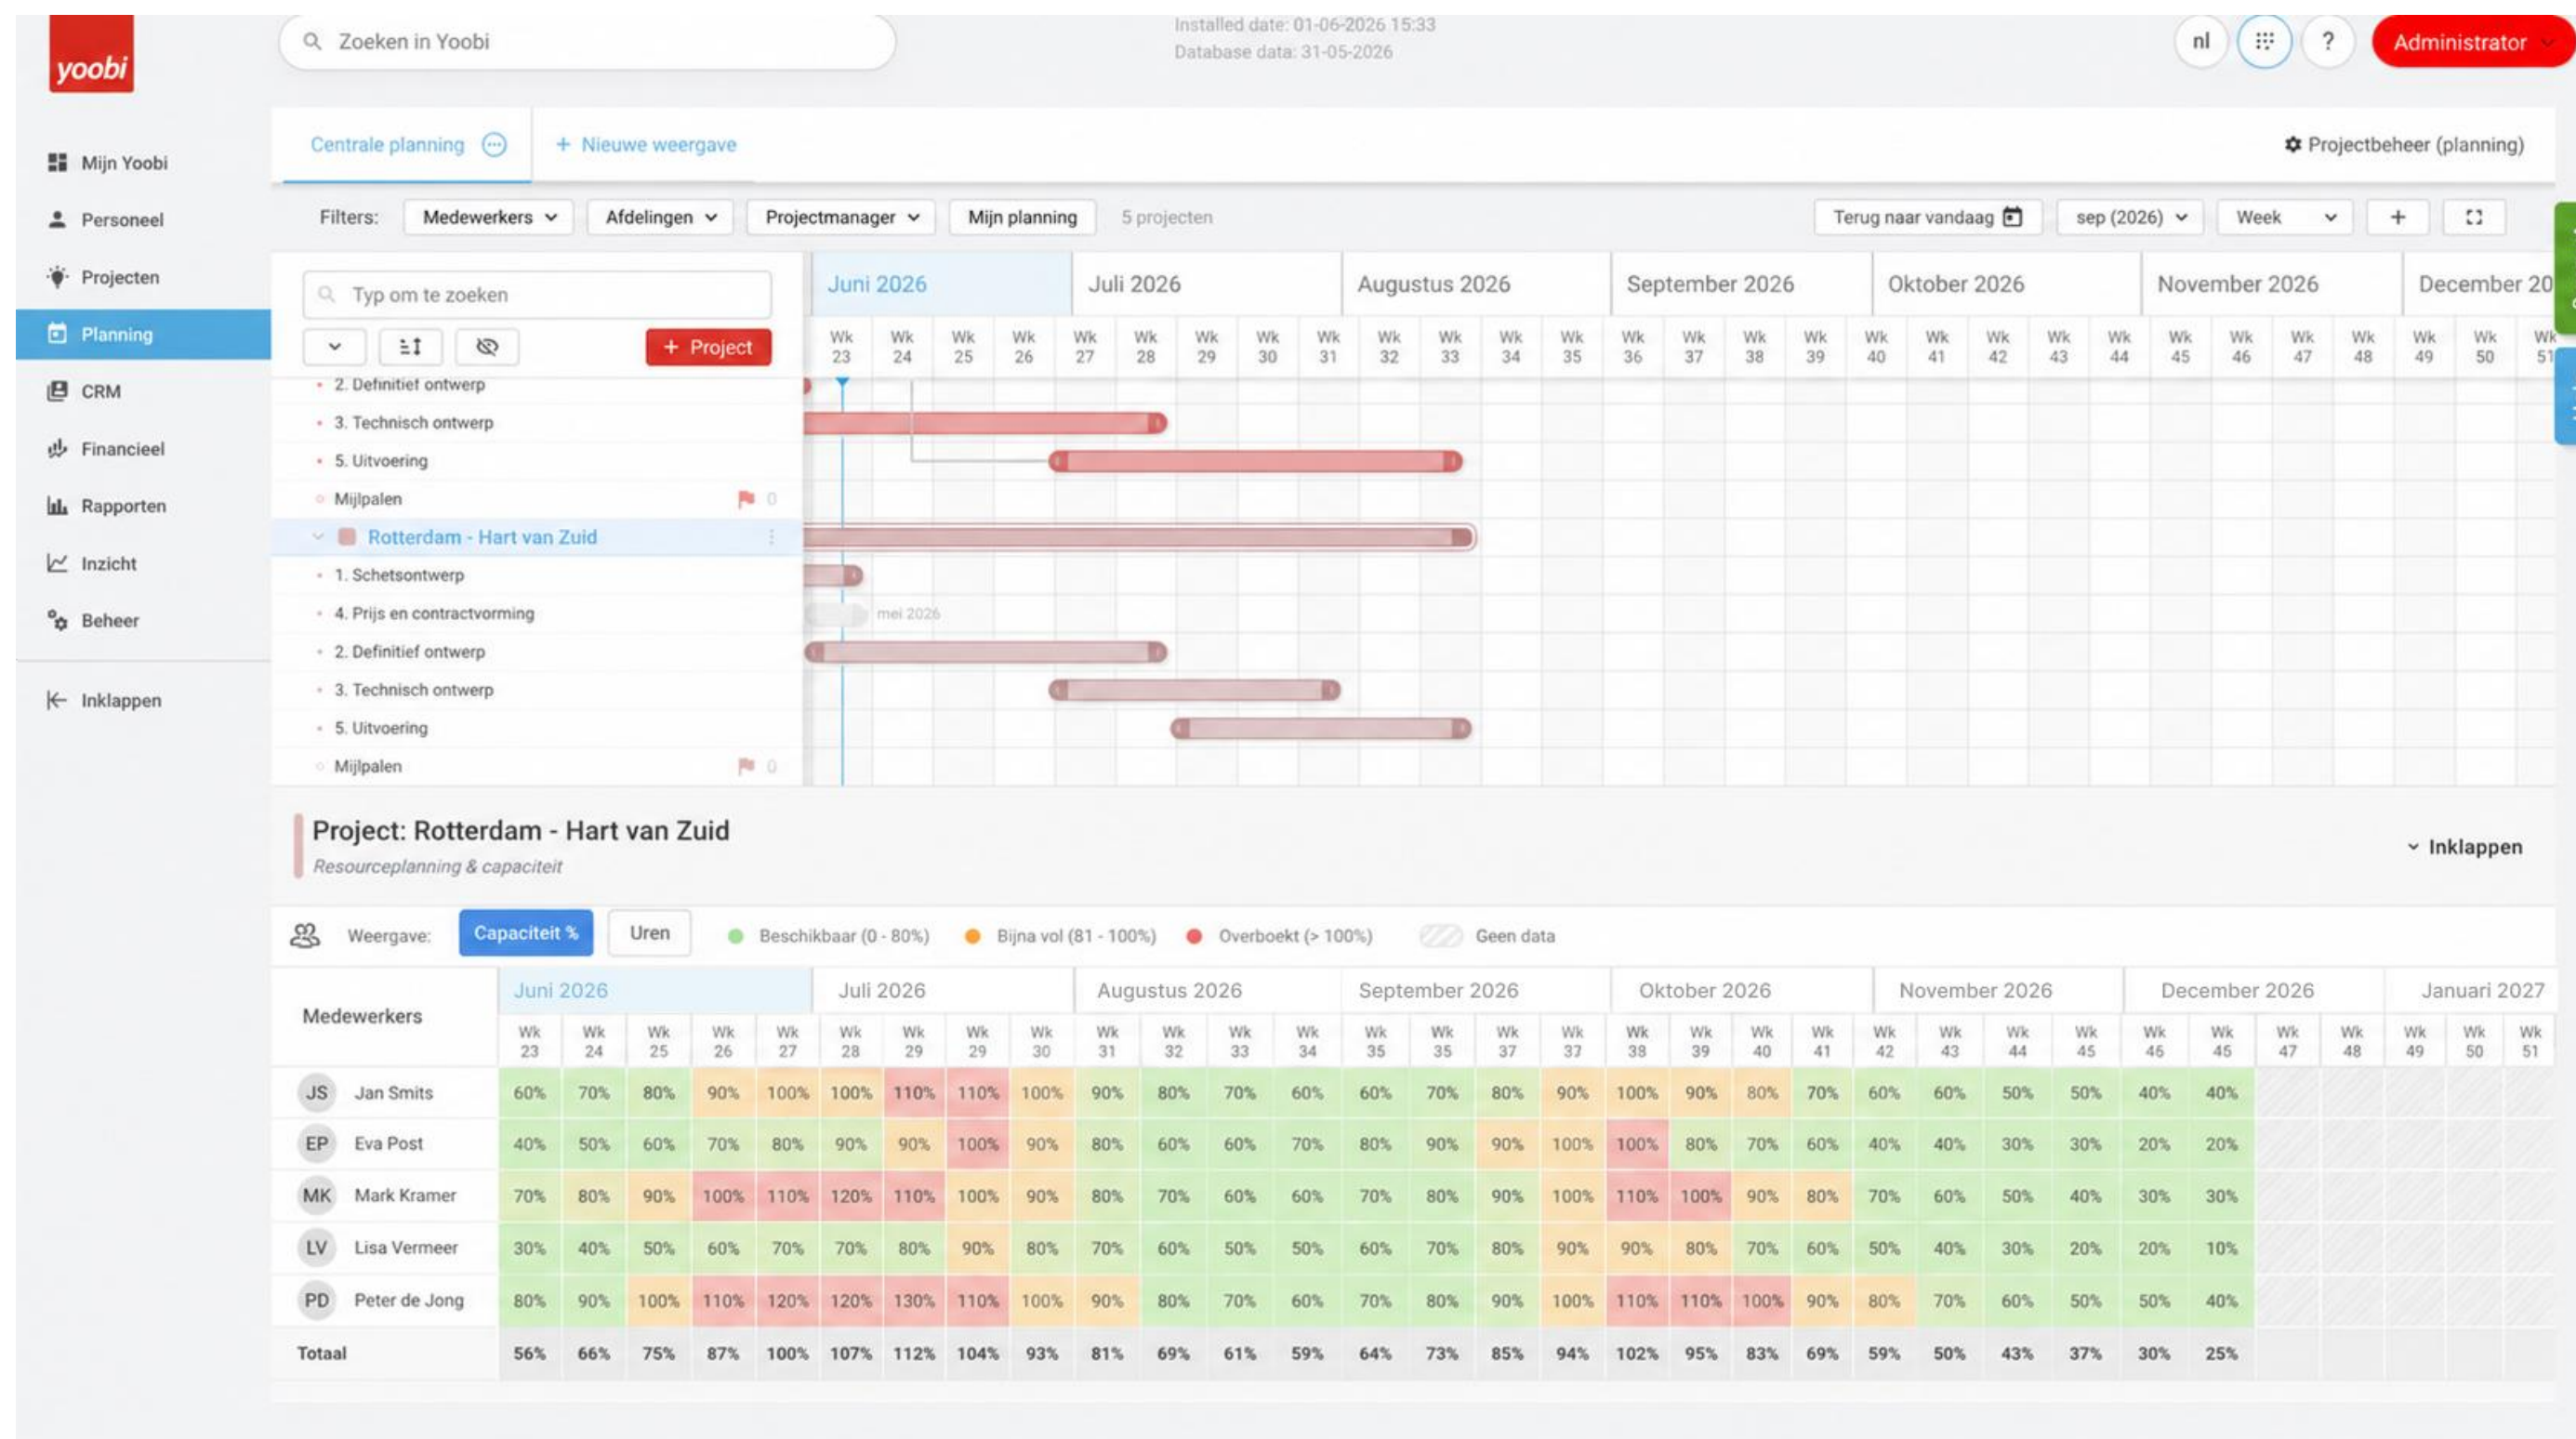 yoobi
Zoeken in Yoobi
Installed date: 01-06-2026 15:33
Database data: 31-05-2026
nl
?
Administrator
Mijn Yoobi
Personeel
Projecten
Planning
CRM
Financieel
Rapporten
Inzicht
Beheer
Inklappen
Centrale planning
+ Nieuwe weergave
Projectbeheer (planning)
Filters: Medewerkers Afdelingen Projectmanager Mijn planning 5 projecten
Terug naar vandaag sep (2026) Week +
Typ om te zoeken
+ Project
Juni 2026 Juli 2026 Augustus 2026 September 2026 Oktober 2026 November 2026 December 20
Wk Wk Wk Wk Wk Wk Wk Wk Wk Wk Wk Wk Wk Wk Wk Wk Wk Wk Wk Wk Wk Wk Wk Wk Wk Wk Wk Wk Wk
23 24 25 26 27 28 29 30 31 32 33 34 35 36 37 38 39 40 41 42 43 44 45 46 47 48 49 50 51
2. Definitief ontwerp
3. Technisch ontwerp
5. Uitvoering
Mijlpalen 0
Rotterdam - Hart van Zuid
1. Schetsontwerp
4. Prijs en contractvorming mei 2026
2. Definitief ontwerp
3. Technisch ontwerp
5. Uitvoering
Mijlpalen 0
Project: Rotterdam - Hart van Zuid
Resourceplanning & capaciteit
Inklappen
Weergave: Capaciteit % Uren Beschikbaar (0 - 80%) Bijna vol (81 - 100%) Overboekt (> 100%) Geen data
Medewerkers
Juni 2026 Juli 2026 Augustus 2026 September 2026 Oktober 2026 November 2026 December 2026 Januari 2027
Wk Wk Wk Wk Wk Wk Wk Wk Wk Wk Wk Wk Wk Wk Wk Wk Wk Wk Wk Wk Wk Wk Wk Wk Wk Wk Wk Wk Wk Wk Wk Wk
23 24 25 26 27 28 29 29 30 31 32 33 34 35 35 37 37 38 39 40 41 42 43 44 45 46 45 47 48 49 50 51
JS Jan Smits 60% 70% 80% 90% 100% 100% 110% 110% 100% 90% 80% 70% 60% 60% 70% 80% 90% 100% 90% 80% 70% 60% 60% 50% 50% 40% 40%
EP Eva Post 40% 50% 60% 70% 80% 90% 90% 100% 90% 80% 60% 60% 70% 80% 90% 90% 100% 100% 80% 70% 60% 40% 40% 30% 30% 20% 20%
MK Mark Kramer 70% 80% 90% 100% 110% 120% 110% 100% 90% 80% 70% 60% 60% 70% 80% 90% 100% 110% 100% 90% 80% 70% 60% 50% 40% 30% 30%
LV Lisa Vermeer 30% 40% 50% 60% 70% 70% 80% 90% 80% 70% 60% 50% 50% 60% 70% 80% 90% 90% 80% 70% 60% 50% 40% 30% 20% 20% 10%
PD Peter de Jong 80% 90% 100% 110% 120% 120% 130% 110% 100% 90% 80% 70% 60% 70% 80% 90% 100% 110% 110% 100% 90% 80% 70% 60% 50% 50% 40%
Totaal 56% 66% 75% 87% 100% 107% 112% 104% 93% 81% 69% 61% 59% 64% 73% 85% 94% 102% 95% 83% 69% 59% 50% 43% 37% 30% 25%